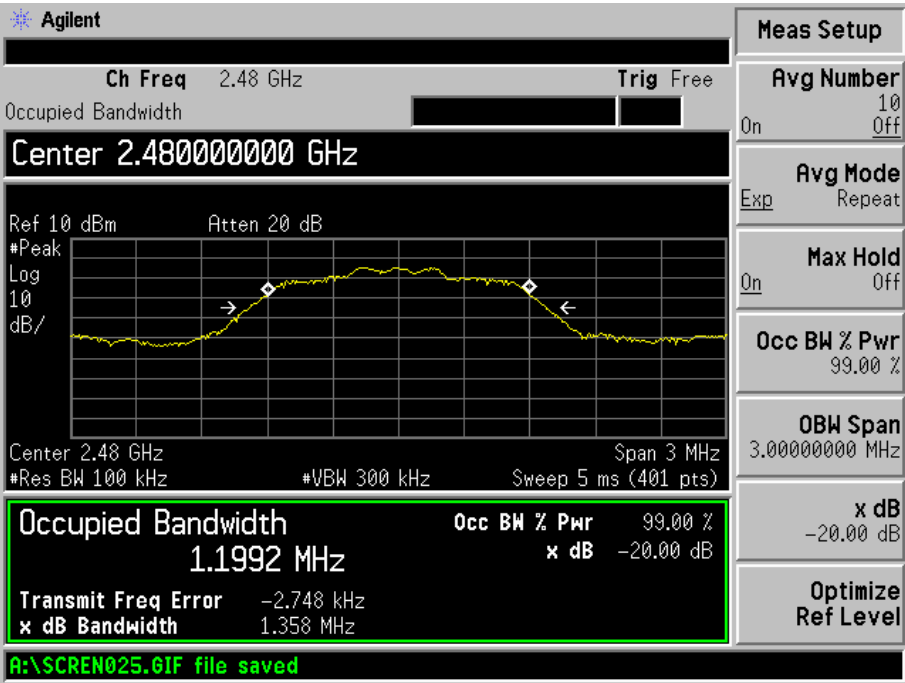 Agilent
Ch Freq 2.48 GHz Trig Free
Occupied Bandwidth
Center 2.480000000 GHz
Ref 10 dBm Atten 20 dB
#Peak
Log
10
dB/
Center 2.48 GHz Span 3 MHz
#Res BW 100 kHz #VBW 300 kHz Sweep 5 ms (401 pts)
Occupied Bandwidth
1.1992 MHz
Occ BW % Pwr 99.00 %
x dB -20.00 dB
Transmit Freq Error -2.748 kHz
x dB Bandwidth 1.358 MHz
A:\SCREN025.GIF file saved
Meas Setup
Avg Number
10
On Off
Avg Mode
Exp Repeat
Max Hold
On Off
Occ BW % Pwr
99.00 %
OBW Span
3.00000000 MHz
x dB
-20.00 dB
Optimize
Ref Level